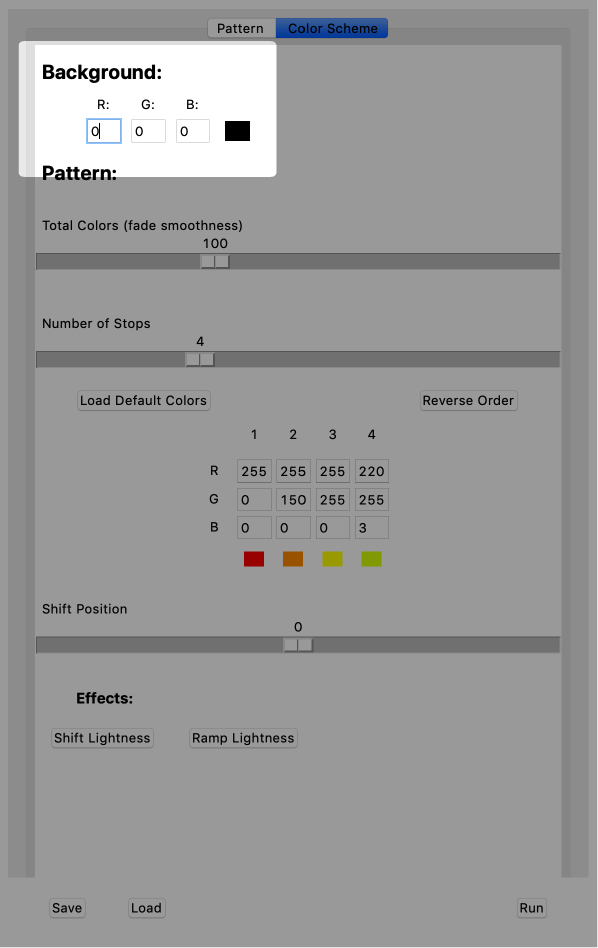 Pattern Color Scheme
Background:
R: G: B:
0 0 0
Pattern:
Total Colors (fade smoothness)
100
Number of Stops
4
Load Default Colors Reverse Order
1 2 3 4
R 255 255 255 220
G 0 150 255 255
B 0 0 0 3
Shift Position
0
Effects:
Shift Lightness Ramp Lightness
Save Load Run